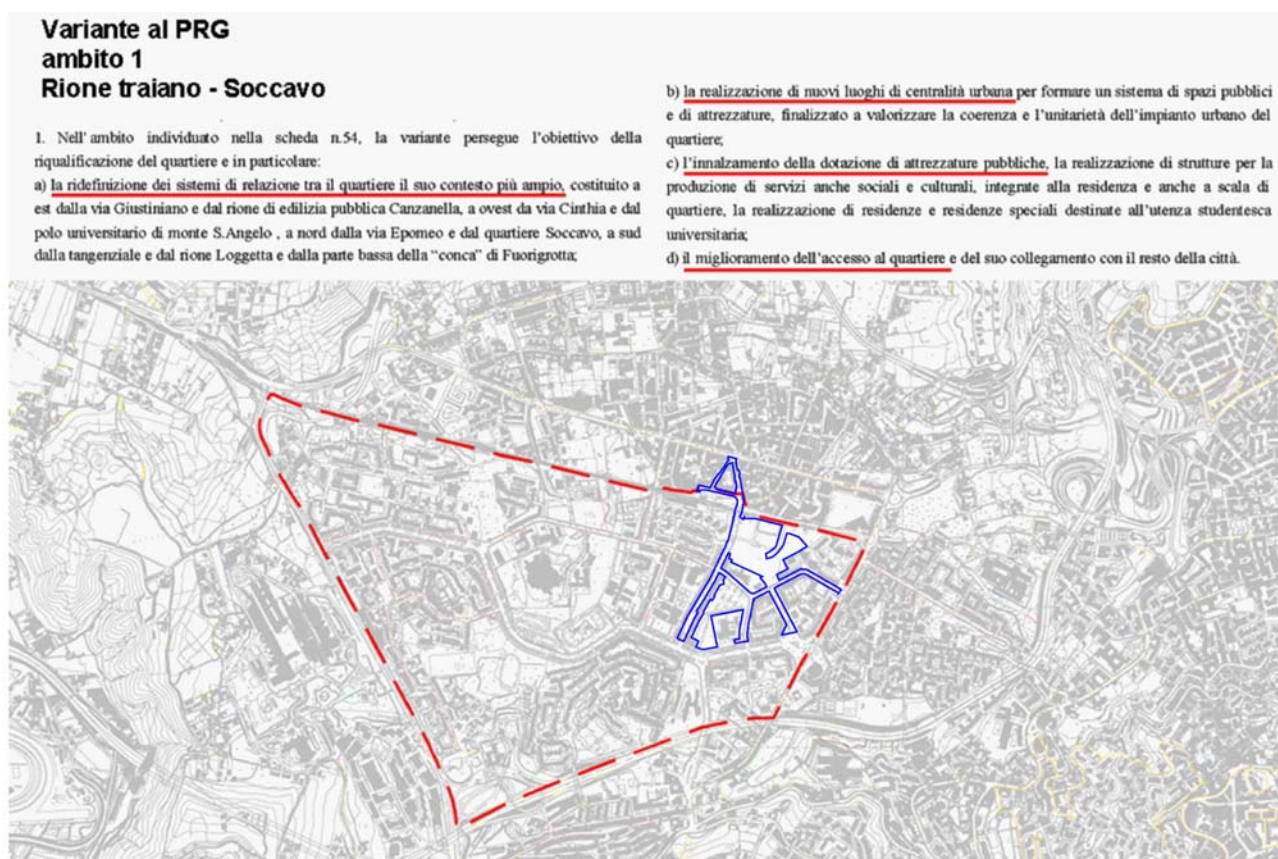 Variante al PRG
ambito 1
Rione traiano - Soccavo
1. Nell'ambito individuato nella scheda n.54, la variante persegue l'obiettivo della
riqualificazione del quartiere e in particolare:
a) la ridefinizione dei sistemi di relazione tra il quartiere il suo contesto più ampio, costituito a
est dalla via Giustiniano e dal rione di edilizia pubblica Canzanella, a ovest da via Cinthia e dal
polo universitario di monte S.Angelo , a nord dalla via Epomeo e dal quartiere Soccavo, a sud
dalla tangenziale e dal rione Loggetta e dalla parte bassa della "conca" di Fuorigrotta;
b) la realizzazione di nuovi luoghi di centralità urbana per formare un sistema di spazi pubblici
e di attrezzature, finalizzato a valorizzare la coerenza e l'unitarietà dell'impianto urbano del
quartiere;
c) l'innalzamento della dotazione di attrezzature pubbliche, la realizzazione di strutture per la
produzione di servizi anche sociali e culturali, integrate alla residenza e anche a scala di
quartiere, la realizzazione di residenze e residenze speciali destinate all'utenza studentesca
universitaria;
d) il miglioramento dell'accesso al quartiere e del suo collegamento con il resto della città.